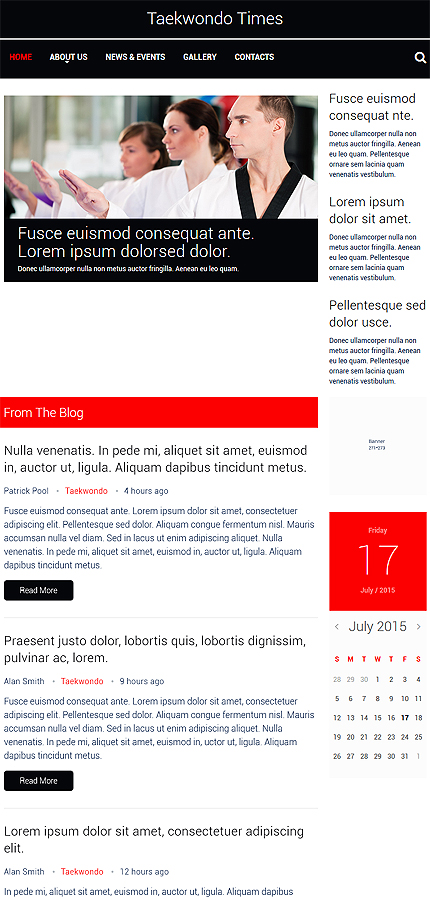 Taekwondo Times
HOME ABOUT US NEWS & EVENTS GALLERY CONTACTS
Fusce euismod consequat ante.
Lorem ipsum dolorsed dolor.
Donec ullamcorper nulla non metus auctor fringilla. Aenean eu leo quam.
Fusce euismod
consequat nte.
Donec ullamcorper nulla non
metus auctor fringilla. Aenean
eu leo quam. Pellentesque
ornare sem lacinia quam
venenatis vestibulum.
Lorem ipsum
dolor sit amet.
Donec ullamcorper nulla non
metus auctor fringilla. Aenean
eu leo quam. Pellentesque
ornare sem lacinia quam
venenatis vestibulum.
Pellentesque sed
dolor usce.
Donec ullamcorper nulla non
metus auctor fringilla. Aenean
eu leo quam. Pellentesque
ornare sem lacinia quam
venenatis vestibulum.
From The Blog
Nulla venenatis. In pede mi, aliquet sit amet, euismod
in, auctor ut, ligula. Aliquam dapibus tincidunt metus.
Patrick Pool • Taekwondo • 4 hours ago
Fusce euismod consequat ante. Lorem ipsum dolor sit amet, consectetuer
adipiscing elit. Pellentesque sed dolor. Aliquam congue fermentum nisl. Mauris
accumsan nulla vel diam. Sed in lacus ut enim adipiscing aliquet. Nulla
venenatis. In pede mi, aliquet sit amet, euismod in, auctor ut, ligula. Aliquam
dapibus tincidunt metus.
Read More
Praesent justo dolor, lobortis quis, lobortis dignissim,
pulvinar ac, lorem.
Alan Smith • Taekwondo • 9 hours ago
Fusce euismod consequat ante. Lorem ipsum dolor sit amet, consectetuer
adipiscing elit. Pellentesque sed dolor. Aliquam congue fermentum nisl. Mauris
accumsan nulla vel diam. Sed in lacus ut enim adipiscing aliquet. Nulla
venenatis. In pede mi, aliquet sit amet, euismod in, uctor ut, ligula. Aliquam
dapibus tincidunt metus.
Read More
Lorem ipsum dolor sit amet, consectetuer adipiscing
elit.
Alan Smith • Taekwondo • 12 hours ago
In pede mi, aliquet sit amet, euismod in, auctor ut, ligula. Aliquam dapibus
Banner
271*273
Friday
17
July / 2015
< July 2015 >
S M T W T F S
28 29 30 1 2 3 4
5 6 7 8 9 10 11
12 13 14 15 16 17 18
19 20 21 22 23 24 25
26 27 28 29 30 31 1